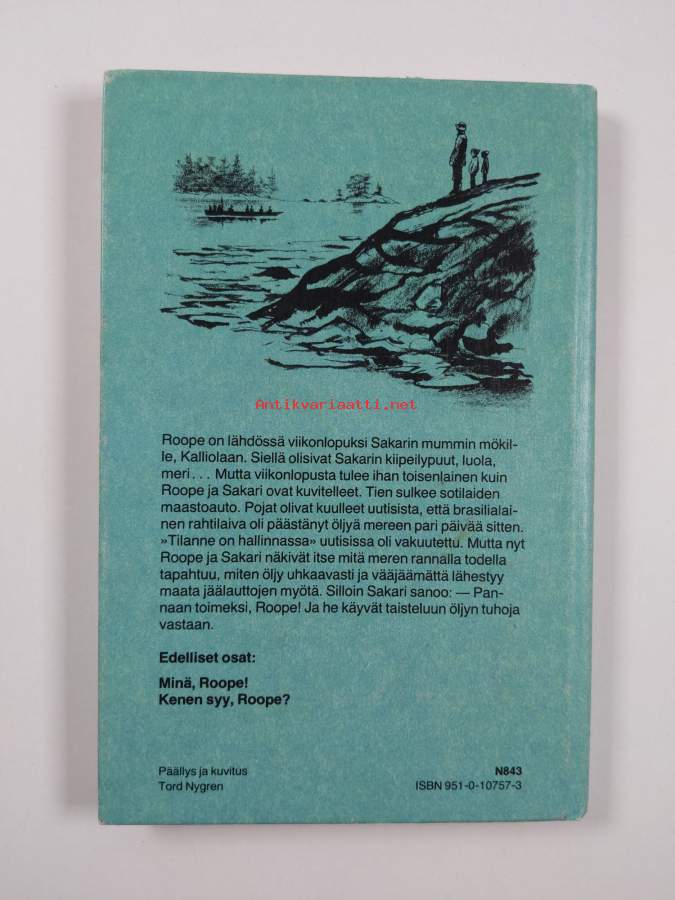 Antikvariaatti.net
Roope on lähdössä viikonlopuksi Sakarin mummin mökil-
le, Kalliolaan. Siellä olisivat Sakarin kiipeilypuut, luola,
meri . . . Mutta viikonlopusta tulee ihan toisenlainen kuin
Roope ja Sakari ovat kuvitelleet. Tien sulkee sotilaiden
maastoauto. Pojat olivat kuulleet uutisista, että brasilialai-
nen rahtilaiva oli päästänyt öljyä mereen pari päivää sitten.
»Tilanne on hallinnassa» uutisissa oli vakuutettu. Mutta nyt
Roope ja Sakari näkivät itse mitä meren rannalla todella
tapahtuu, miten öljy uhkaavasti ja vääjäämättä lähestyy
maata jäälauttojen myötä. Silloin Sakari sanoo: — Pan-
naan toimeksi, Roope! Ja he käyvät taisteluun öljyn tuhoja
vastaan.
Edelliset osat:
Minä, Roope!
Kenen syy, Roope?
Päällys ja kuvitus
Tord Nygren
N843
ISBN 951-0-10757-3